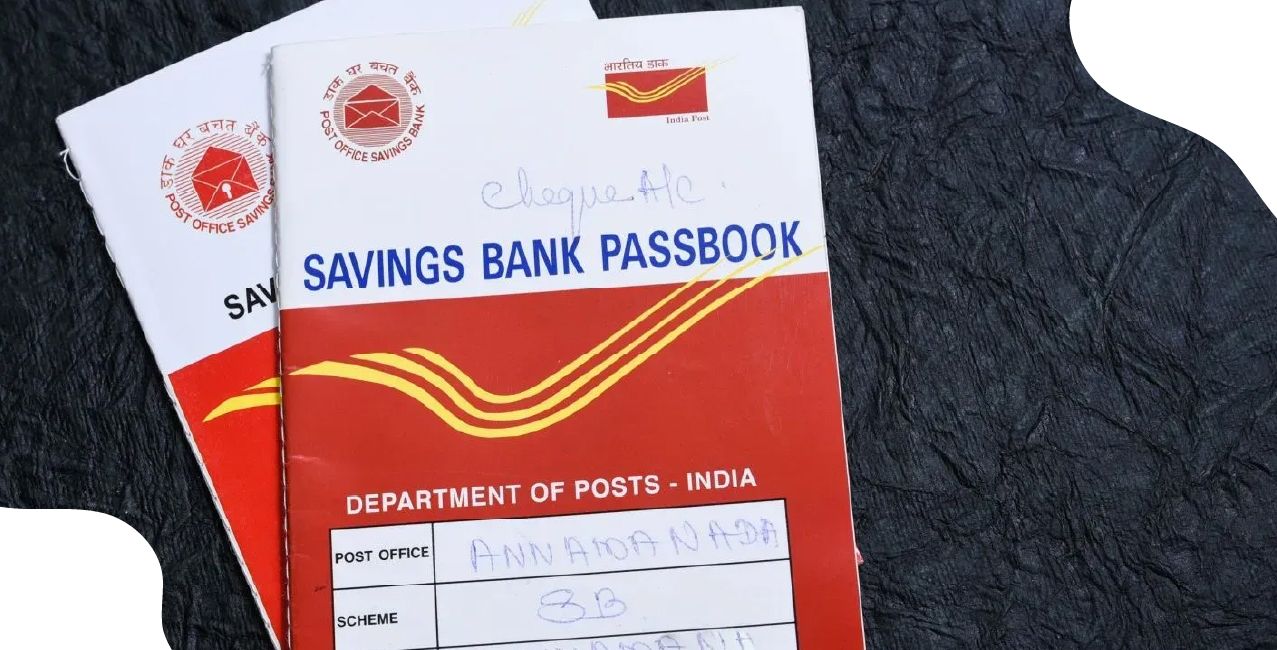 डाक घर बचत बैंक
POST OFFICE SAVINGS BANK
भारतिय डाक
India Post
Cheque A/C.
SAVINGS BANK PASSBOOK
DEPARTMENT OF POSTS - INDIA
POST OFFICE
SCHEME
SB
डाक घर बचत बैंक
POST OFFICE SAVINGS
SAV